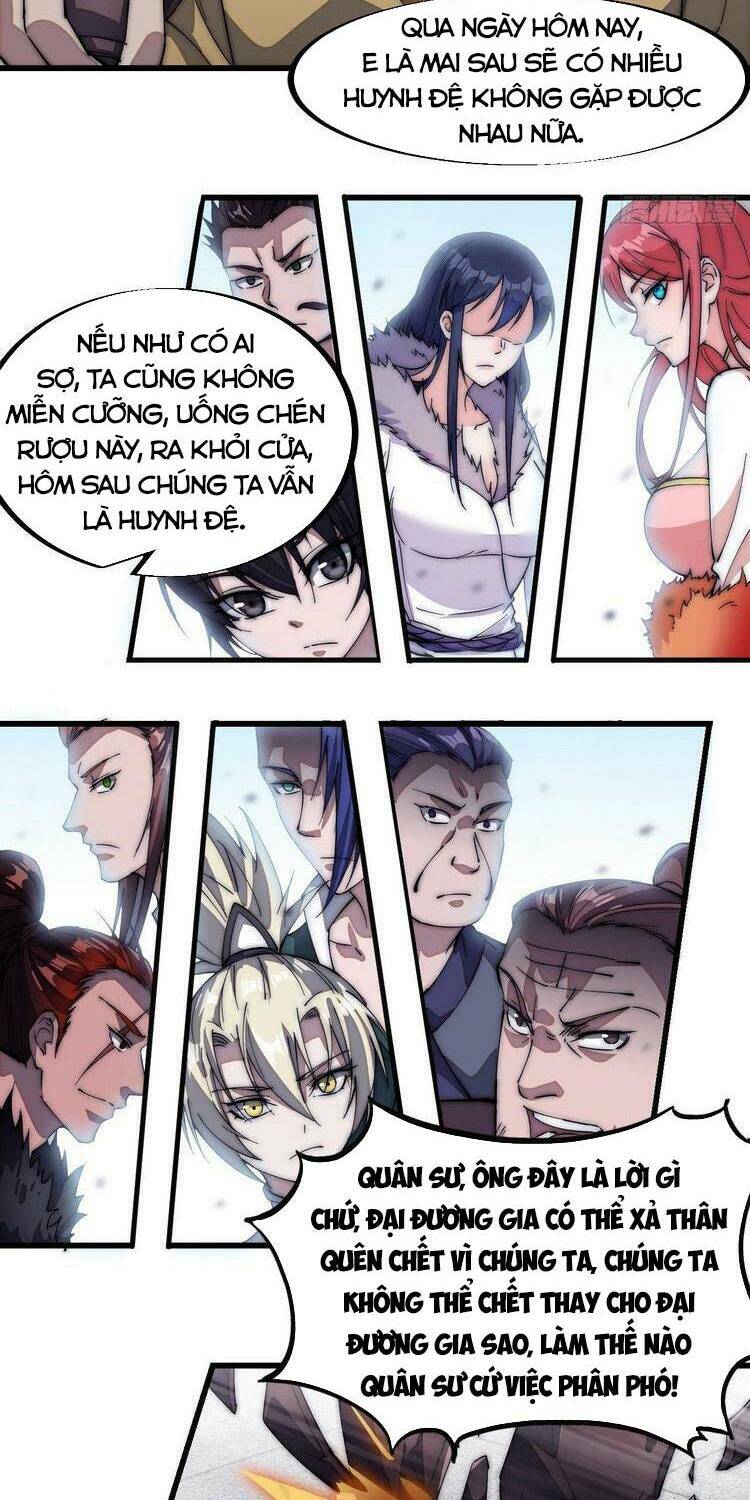 QUA NGÀY HÔM NAY,
E LÀ MAI SAU SẼ CÓ NHIỀU
HUYNH ĐỆ KHÔNG GẶP ĐƯỢC
NHAU NỮA.
NẾU NHƯ CÓ AI
SỢ, TA CŨNG KHÔNG
MIỄN CƯỠNG, UỐNG CHÉN
RƯỢU NÀY, RA KHỎI CỬA,
HÔM SAU CHÚNG TA VẪN
LÀ HUYNH ĐỆ.
QUÂN SƯ, ÔNG ĐÂY LÀ LỜI GÌ
CHỨ, ĐẠI ĐƯƠNG GIA CÓ THỂ XẢ THÂN
QUÊN CHẾT VÌ CHÚNG TA, CHÚNG TA
KHÔNG THỂ CHẾT THAY CHO ĐẠI
ĐƯƠNG GIA SAO, LÀM THẾ NÀO
QUÂN SƯ CỨ VIỆC PHÂN PHÓ!